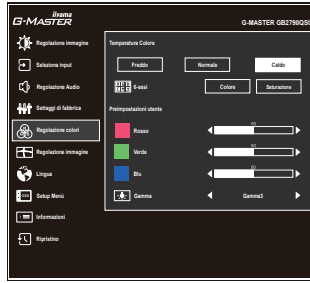 iiyama
G-MASTER
G-MASTER GB2790QSU
Regolazione immagine
Seleziona input
Regolazione Audio
Settaggi di fabbrica
Regolazione colori
Regolazione immagine
Lingua
Setup Menù
Informazioni
Ripristino
Temperatura Colore
Freddo
Normale
Caldo
6-assi
Colore
Saturazione
Preimpostazioni utente
Rosso
50
Verde
50
Blu
50
Gamma
Gamma3